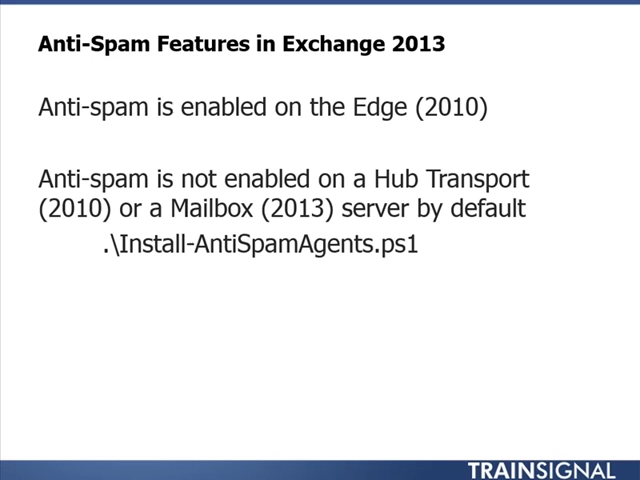 Anti-Spam Features in Exchange 2013
Anti-spam is enabled on the Edge (2010)
Anti-spam is not enabled on a Hub Transport
(2010) or a Mailbox (2013) server by default
.\Install-AntiSpamAgents.ps1
TRAINSIGNAL